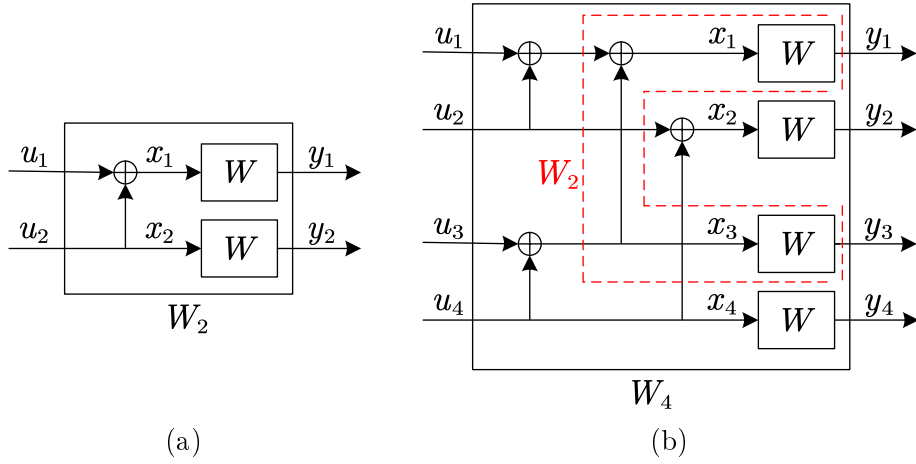 u₁ x₁ W y₁
u₂ x₂ W y₂
W₂
(a)
u₁ x₁ W y₁
u₂ x₂ W y₂
W₂
u₃ x₃ W y₃
u₄ x₄ W y₄
W₄
(b)